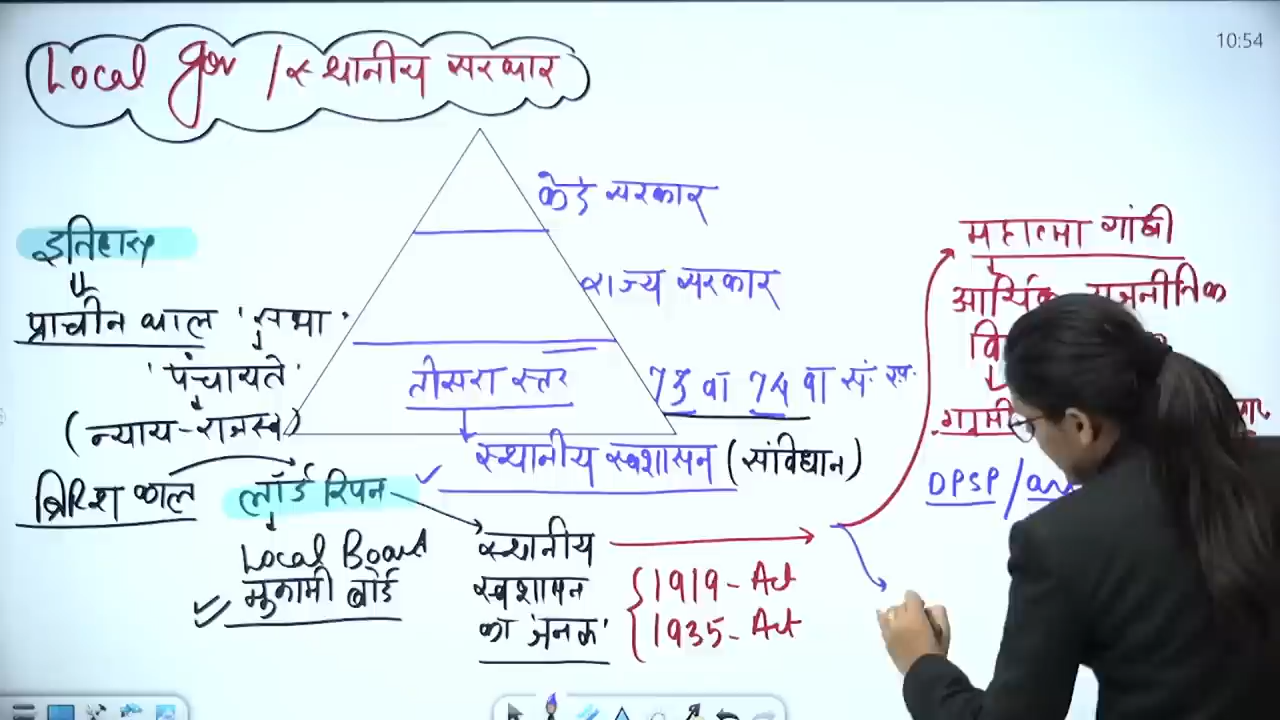 10:54
Local gov / स्थानीय सरकार
केंद्र सरकार
राज्य सरकार
तीसरा स्तर
73 वा 74 वा सं.
स्थानीय स्वशासन (संविधान)
इतिहास
प्राचीन काल 'सभा'
'पंचायते'
(न्याय - राजस्व)
ब्रिटिश काल
लॉर्ड रिपन
Local Board
मुकामी बोर्ड
स्थानीय
स्वशासन
का 'जनक'
1919 - Act
1935 - Act
महात्मा गांधी
आर्थिक
DPSP /